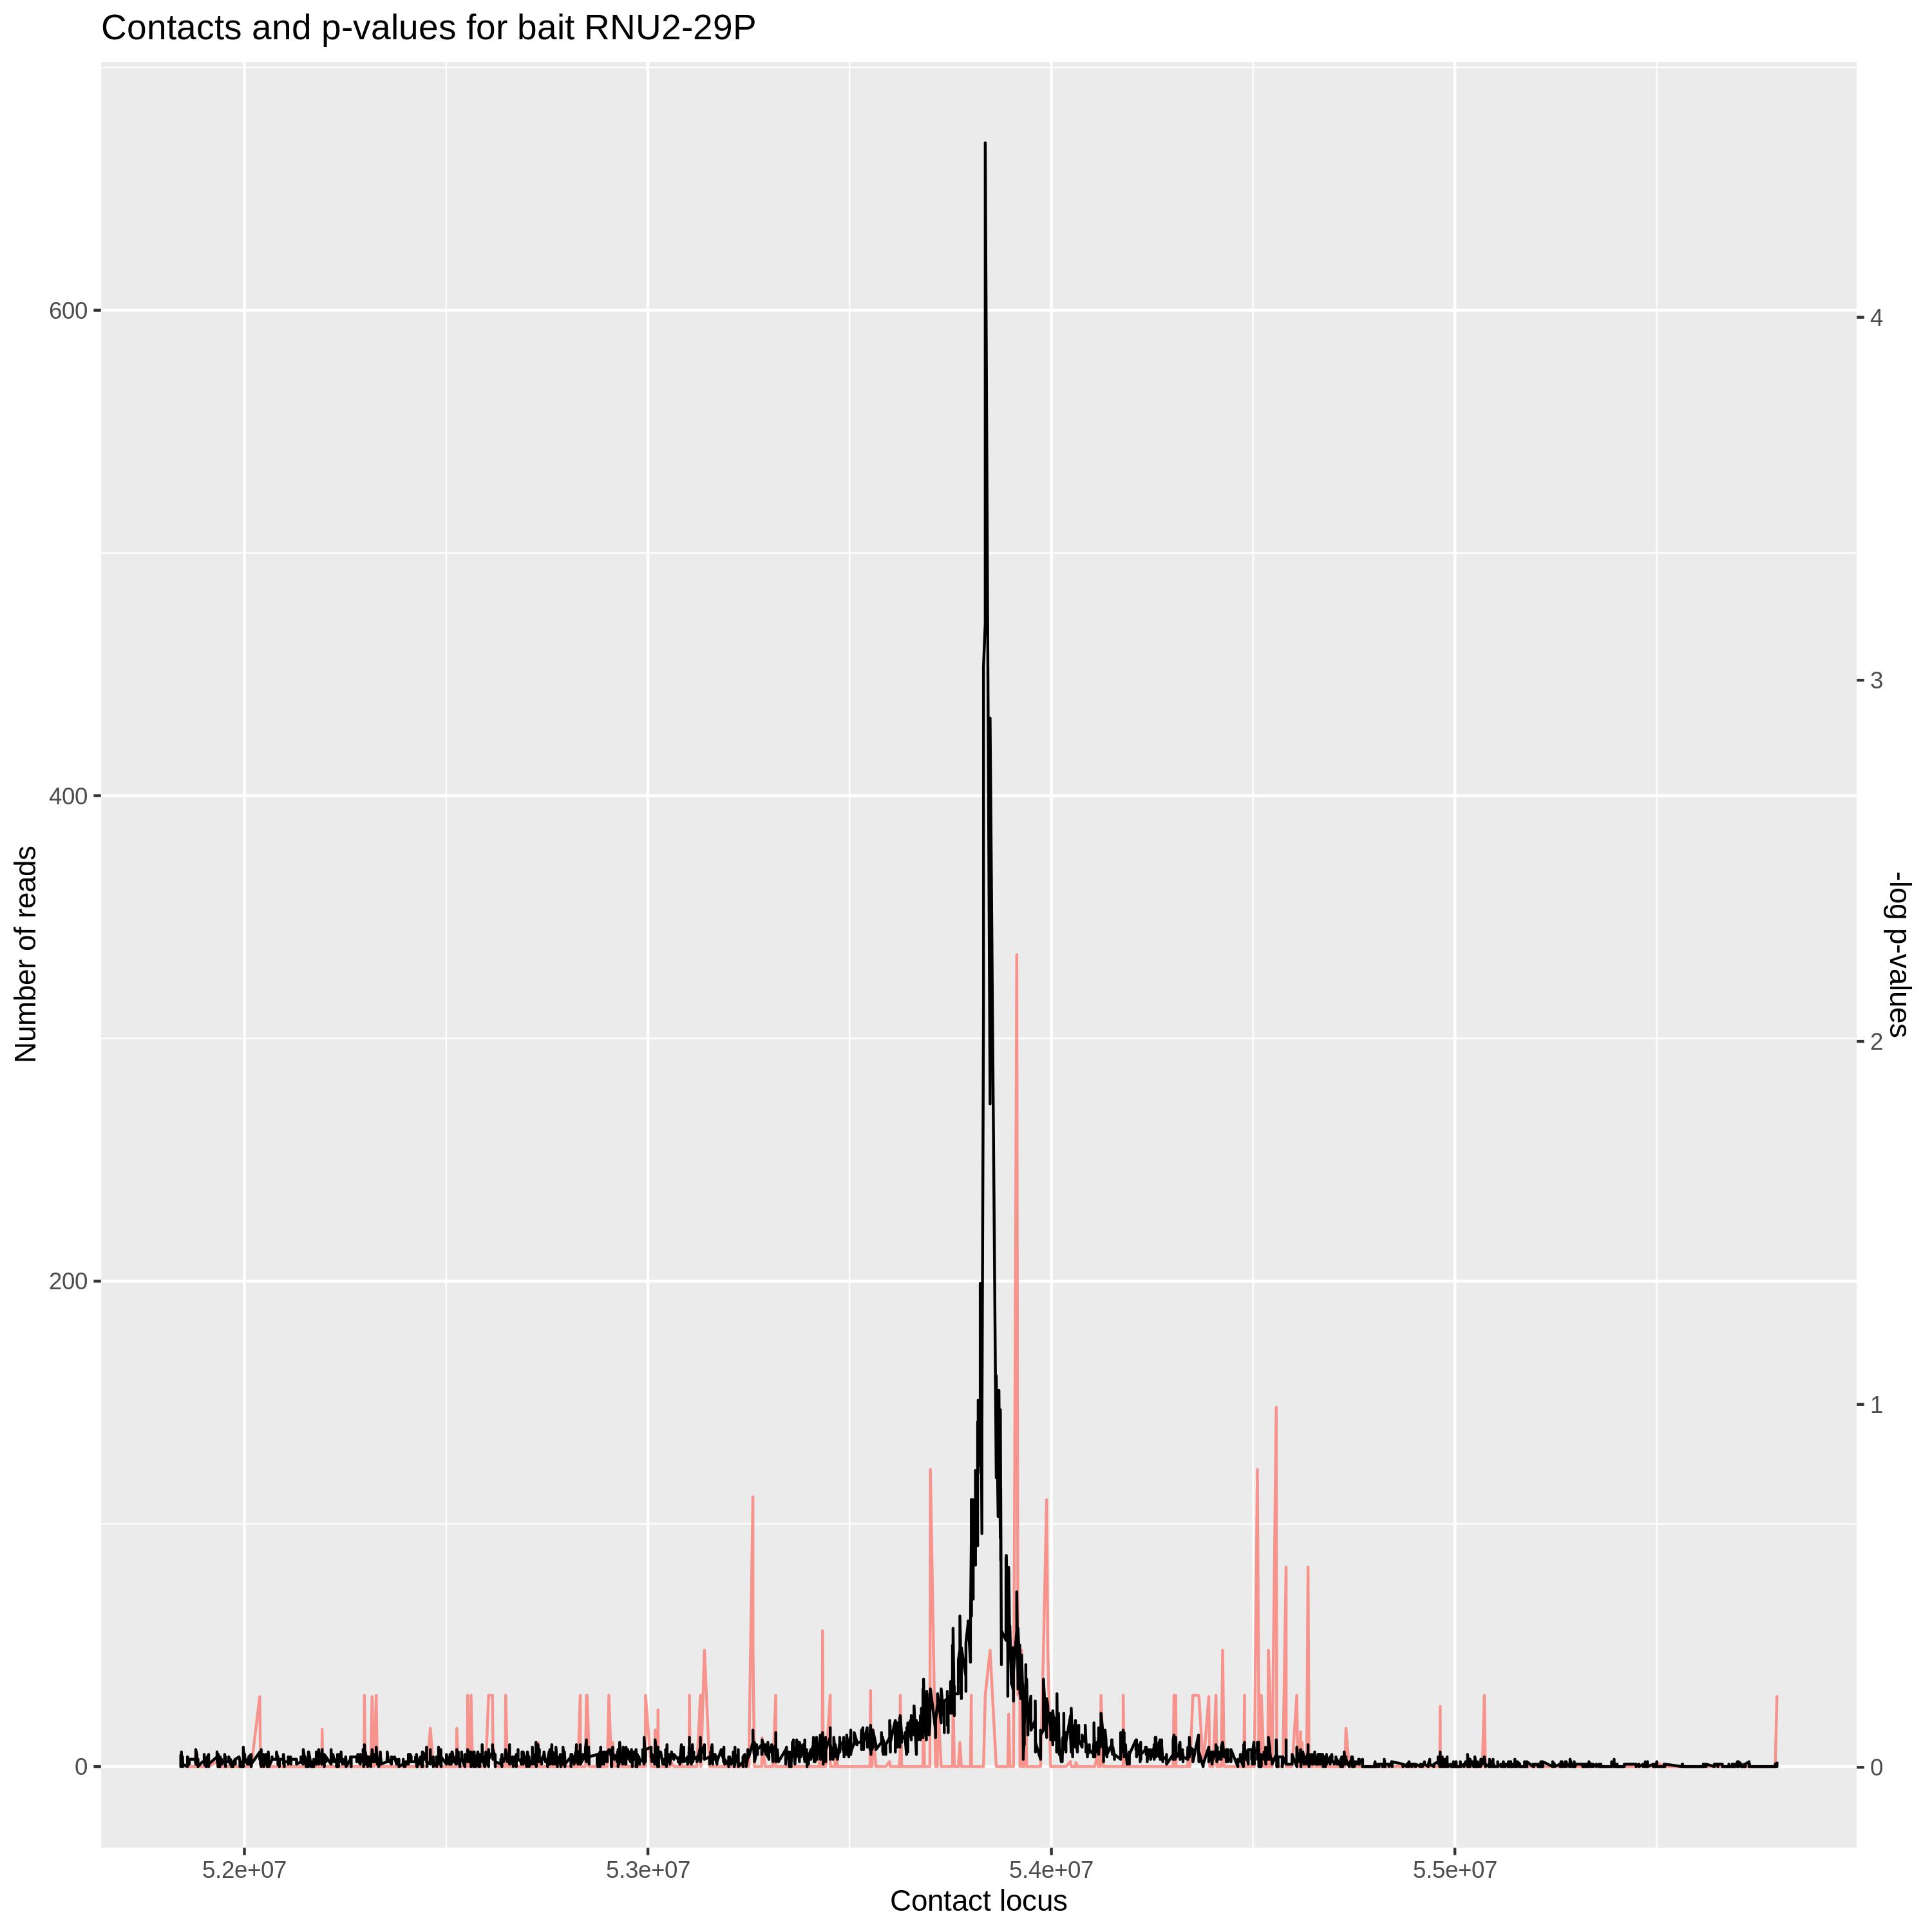 Contacts and p-values for bait RNU2-29P
600
400
200
0
Number of reads
4
3
2
1
0
-log p-values
5.2e+07
5.3e+07
5.4e+07
5.5e+07
Contact locus